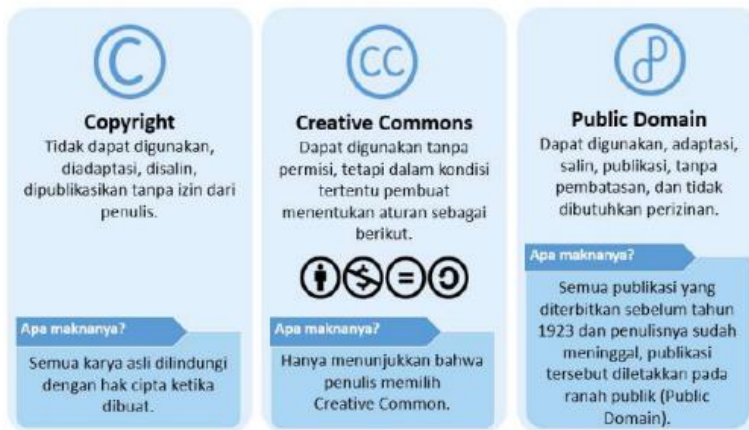 Copyright
Tidak dapat digunakan,
diadaptasi, disalin,
dipublikasikan tanpa izin dari
penulis.
Apa maknanya?
Semua karya asli dilindungi
dengan hak cipta ketika
dibuat.
CC
Creative Commons
Dapat digunakan tanpa
permisi, tetapi dalam kondisi
tertentu pembuat
menentukan aturan sebagai
berikut.
Apa maknanya?
Hanya menunjukkan bahwa
penulis memilih
Creative Common.
Public Domain
Dapat digunakan, adaptasi,
salin, publikasi, tanpa
pembatasan, dan tidak
dibutuhkan perizinan.
Apa maknanya?
Semua publikasi yang
diterbitkan sebelum tahun
1923 dan penulisnya sudah
meninggal, publikasi
tersebut diletakkan pada
ranah publik (Public
Domain).